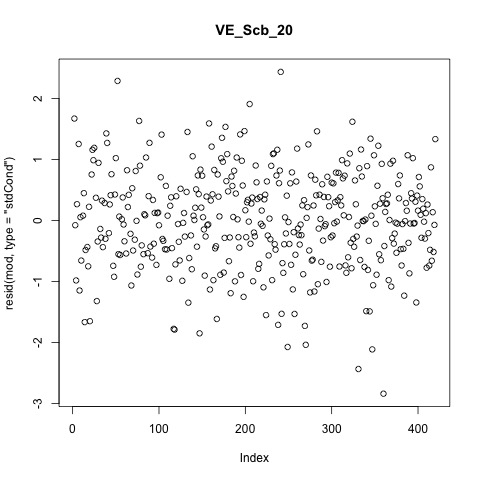 VE_Scb_20
resid(mod, type = "stdCond")
2
1
0
-1
-2
-3
0 100 200 300 400
Index